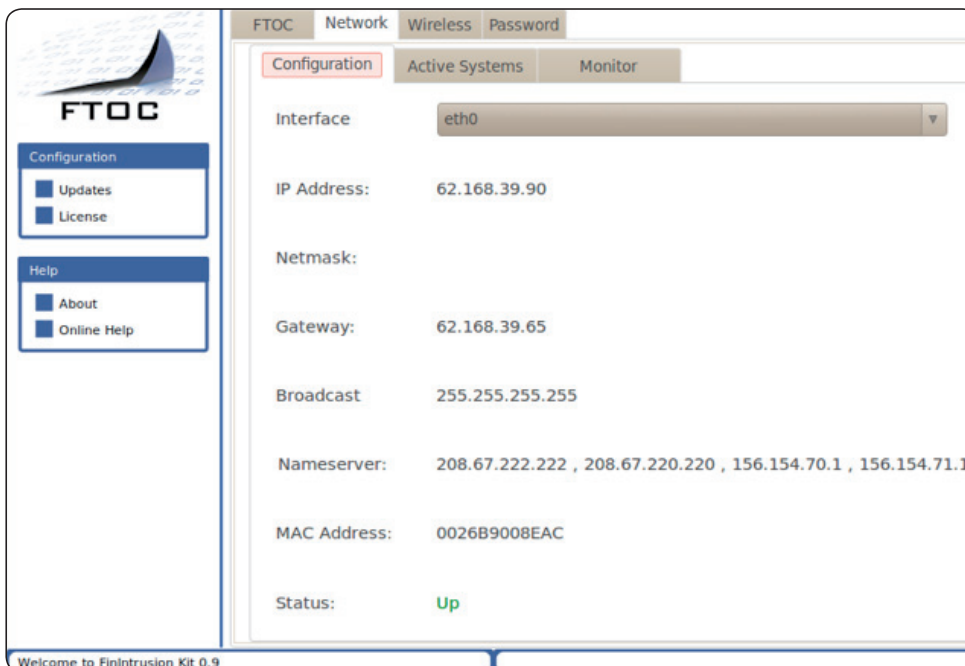 FTOC Network Wireless Password
Configuration Active Systems Monitor
FTOC
Interface eth0
Configuration
Updates
License
IP Address: 62.168.39.90
Netmask:
Help
About
Online Help
Gateway: 62.168.39.65
Broadcast 255.255.255.255
Nameserver: 208.67.222.222 , 208.67.220.220 , 156.154.70.1 , 156.154.71.1
MAC Address: 0026B9008EAC
Status: Up
Welcome to FinIntrusion Kit 0.9